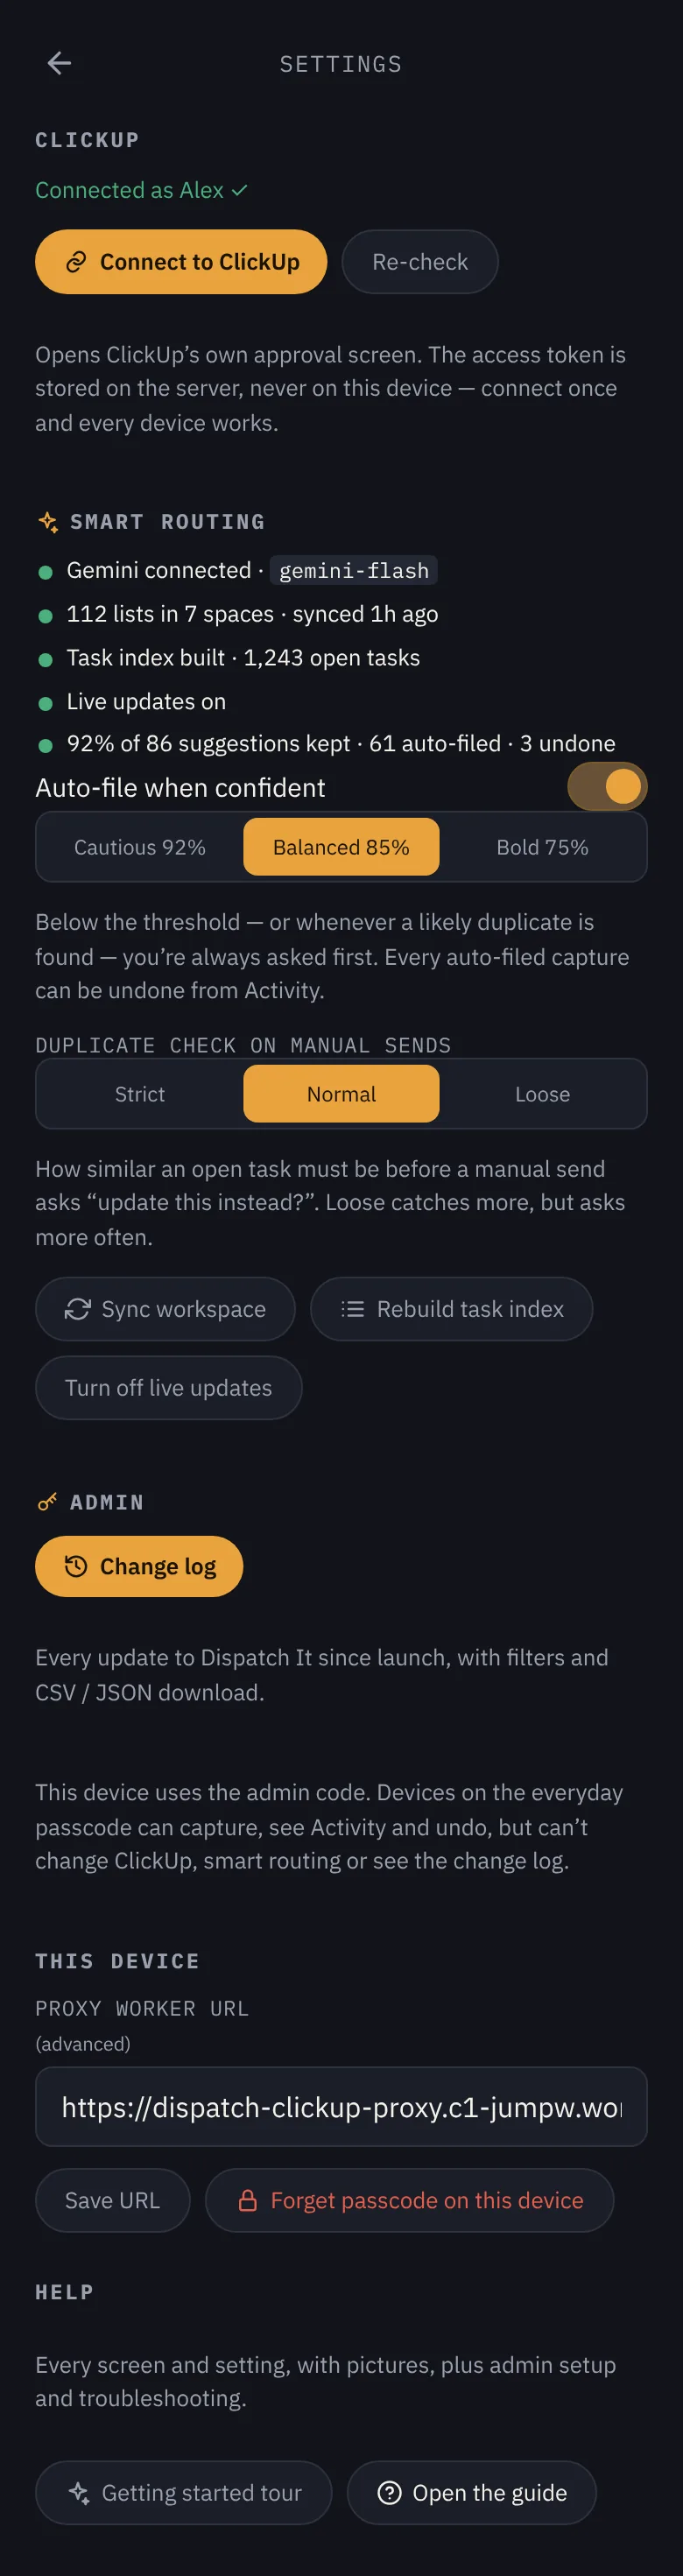 SETTINGS
CLICKUP
Connected as Alex ✓
Connect to ClickUp
Re-check
Opens ClickUp’s own approval screen. The access token is
stored on the server, never on this device — connect once
and every device works.
SMART ROUTING
Gemini connected · gemini-flash
112 lists in 7 spaces · synced 1h ago
Task index built · 1,243 open tasks
Live updates on
92% of 86 suggestions kept · 61 auto-filed · 3 undone
Auto-file when confident
Cautious 92%
Balanced 85%
Bold 75%
Below the threshold — or whenever a likely duplicate is
found — you’re always asked first. Every auto-filed capture
can be undone from Activity.
DUPLICATE CHECK ON MANUAL SENDS
Strict
Normal
Loose
How similar an open task must be before a manual send
asks “update this instead?”. Loose catches more, but asks
more often.
Sync workspace
Rebuild task index
Turn off live updates
ADMIN
Change log
Every update to Dispatch It since launch, with filters and
CSV / JSON download.
This device uses the admin code. Devices on the everyday
passcode can capture, see Activity and undo, but can’t
change ClickUp, smart routing or see the change log.
THIS DEVICE
PROXY WORKER URL
(advanced)
https://dispatch-clickup-proxy.c1-jumpw.wor
Save URL
Forget passcode on this device
HELP
Every screen and setting, with pictures, plus admin setup
and troubleshooting.
Getting started tour
Open the guide